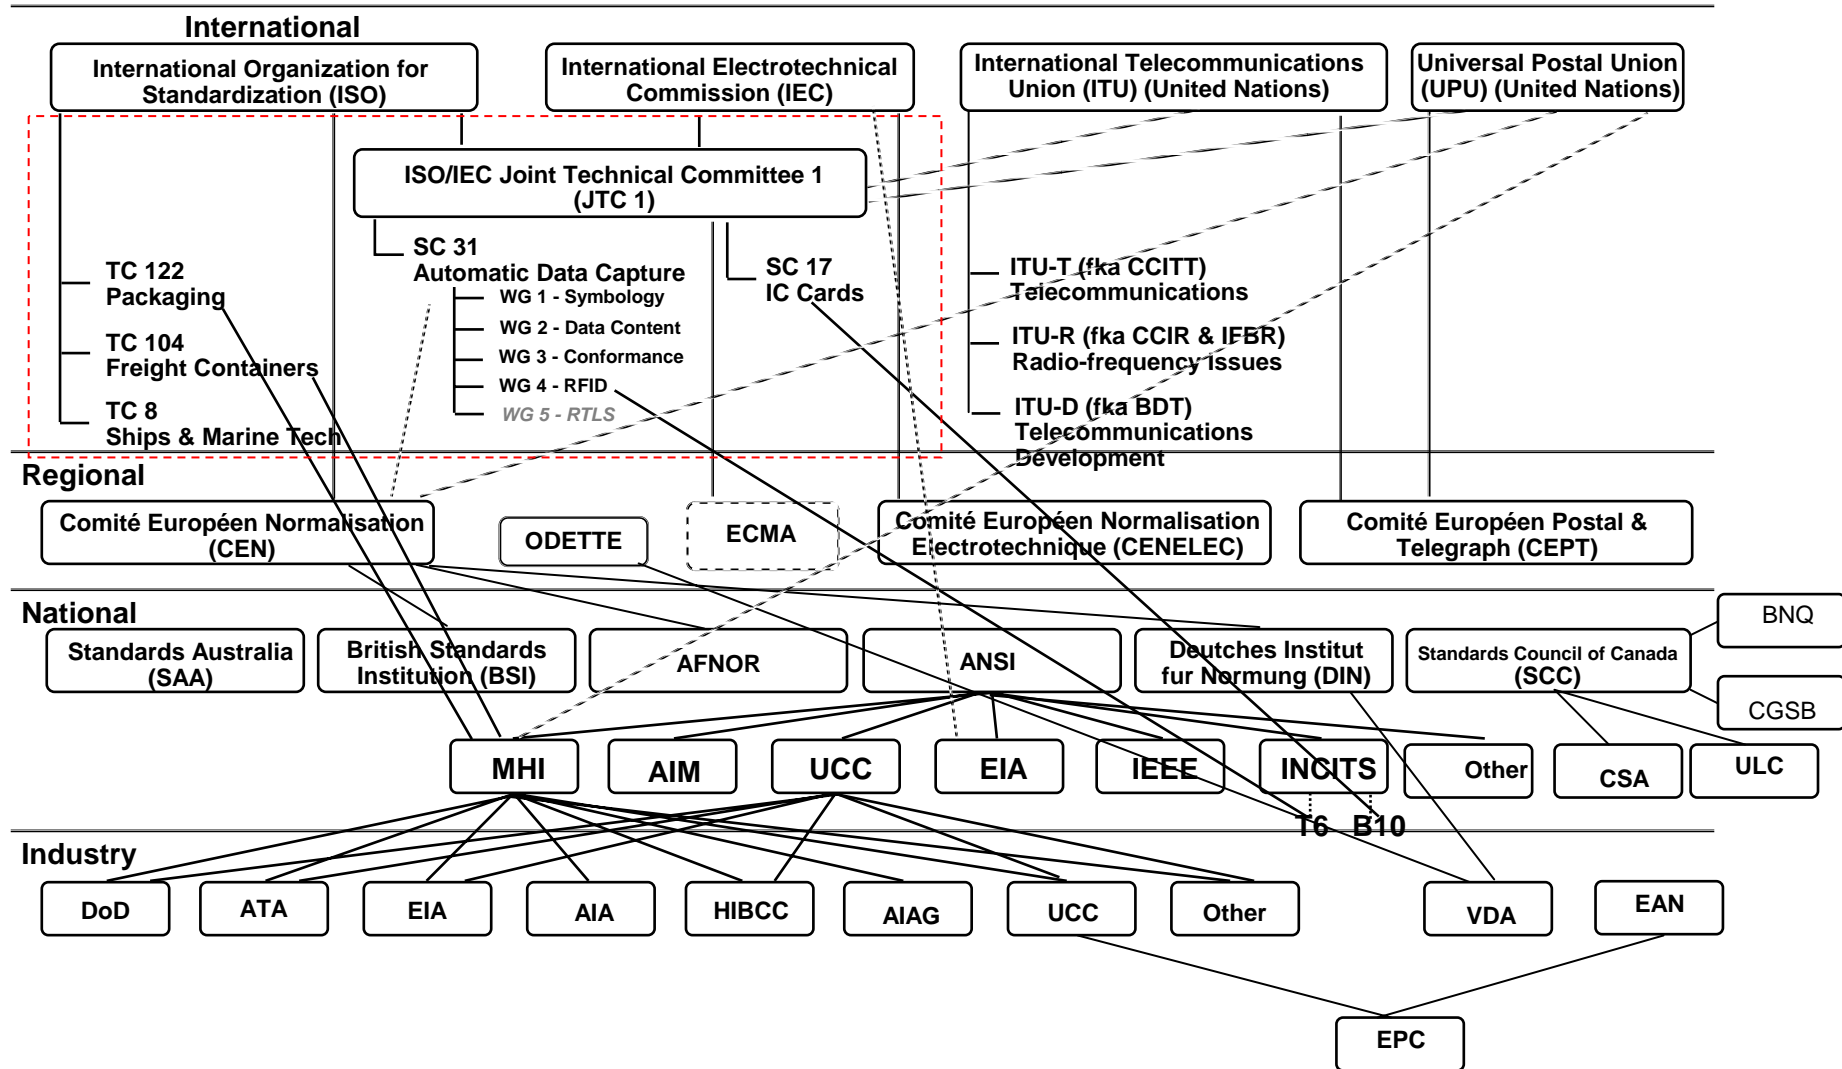 International
International Organization for
Standardization (ISO)
International Electrotechnical
Commission (IEC)
International Telecommunications
Union (ITU) (United Nations)
Universal Postal Union
(UPU) (United Nations)
ISO/IEC Joint Technical Committee 1
(JTC 1)
TC 122
Packaging
TC 104
Freight Containers
TC 8
Ships & Marine Tech
SC 31
Automatic Data Capture
WG 1 - Symbology
WG 2 - Data Content
WG 3 - Conformance
WG 4 - RFID
WG 5 - RTLS
SC 17
IC Cards
ITU-T (fka CCITT)
Telecommunications
ITU-R (fka CCIR & IFBR)
Radio-frequency issues
ITU-D (fka BDT)
Telecommunications
Development
Regional
Comité Européen Normalisation
(CEN)
ODETTE
ECMA
Comité Européen Normalisation
Electrotechnique (CENELEC)
Comité Européen Postal &
Telegraph (CEPT)
National
Standards Australia
(SAA)
British Standards
Institution (BSI)
AFNOR
ANSI
Deutches Institut
fur Normung (DIN)
Standards Council of Canada
(SCC)
BNQ
CGSB
MHI
AIM
UCC
EIA
IEEE
INCITS
Other
CSA
ULC
T6
B10
Industry
DoD
ATA
EIA
AIA
HIBCC
AIAG
UCC
Other
VDA
EAN
EPC